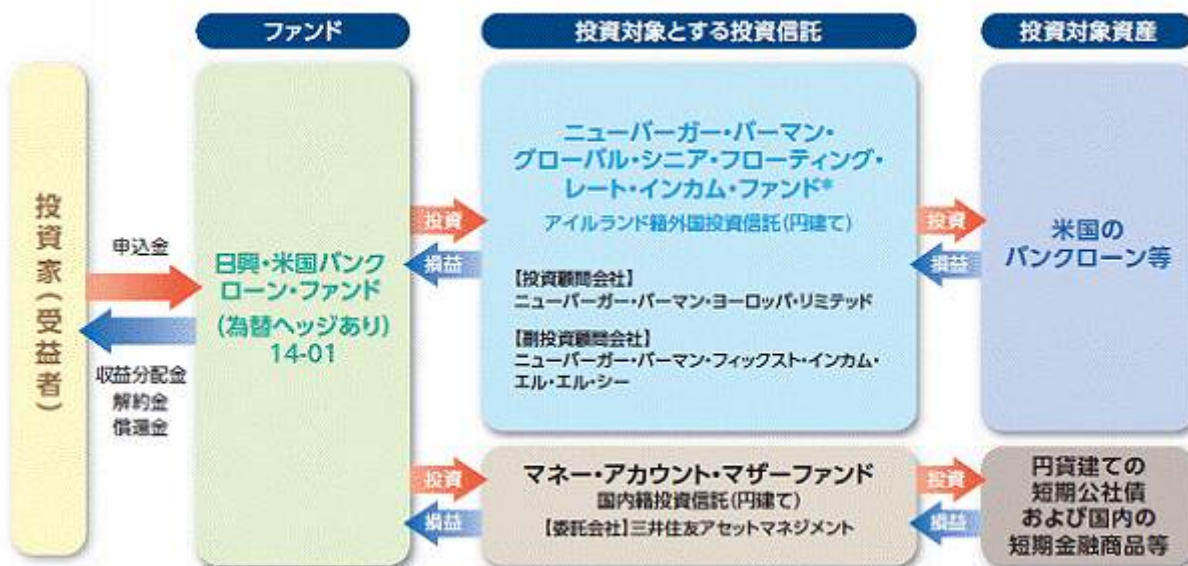 ファンド
投資対象とする投資信託
投資対象資産
投資家(受益者)
申込金
収益分配金
解約金
償還金
日興・米国バンク
ローン・ファンド
(為替ヘッジあり)
14-01
投資
損益
ニューバーガー・バーマン・
グローバル・シニア・フローティング・
レート・インカム・ファンド*
アイルランド籍外国投資信託(円建て)
【投資顧問会社】
ニューバーガー・バーマン・ヨーロッパ・リミテッド
【副投資顧問会社】
ニューバーガー・バーマン・フィックスト・インカム・
エル・エル・シー
投資
損益
米国の
バンクローン等
投資
損益
マネー・アカウント・マザーファンド
国内籍投資信託(円建て)
【委託会社】三井住友アセットマネジメント
投資
損益
円貨建ての
短期公社債
および国内の
短期金融商品等